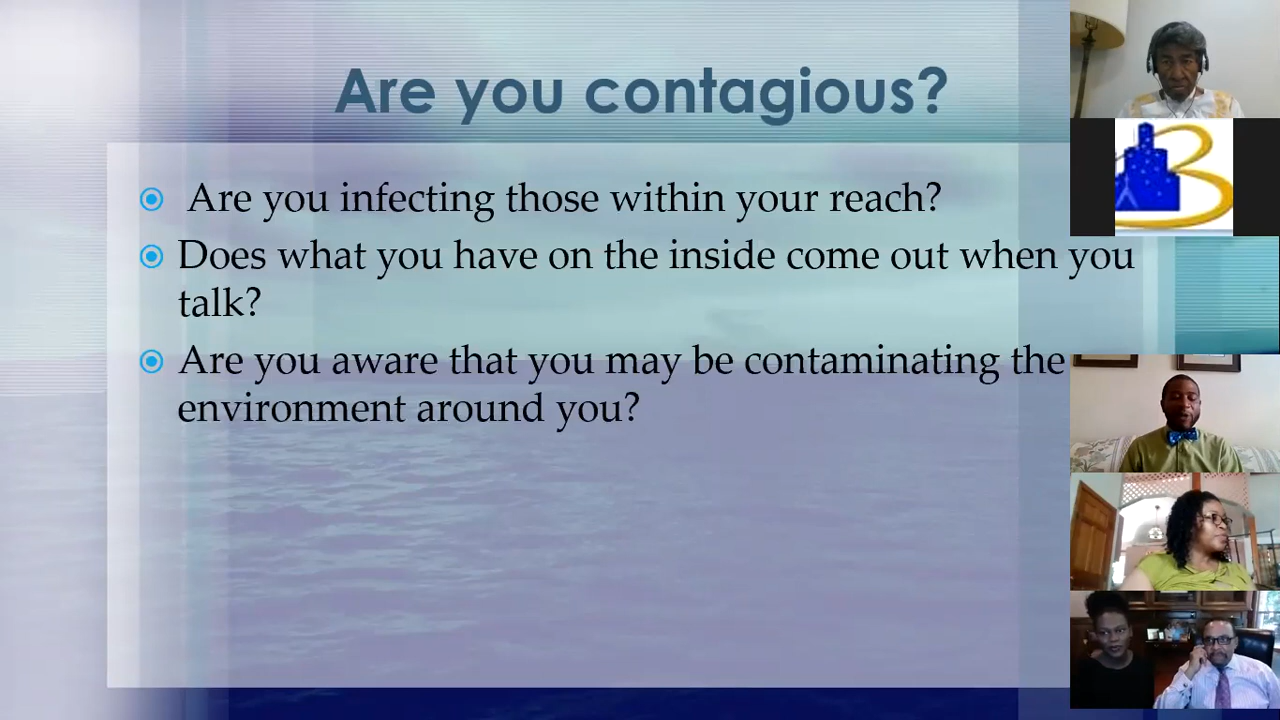 Are you contagious?
Are you infecting those within your reach?
Does what you have on the inside come out when you
talk?
Are you aware that you may be contaminating the
environment around you?
B